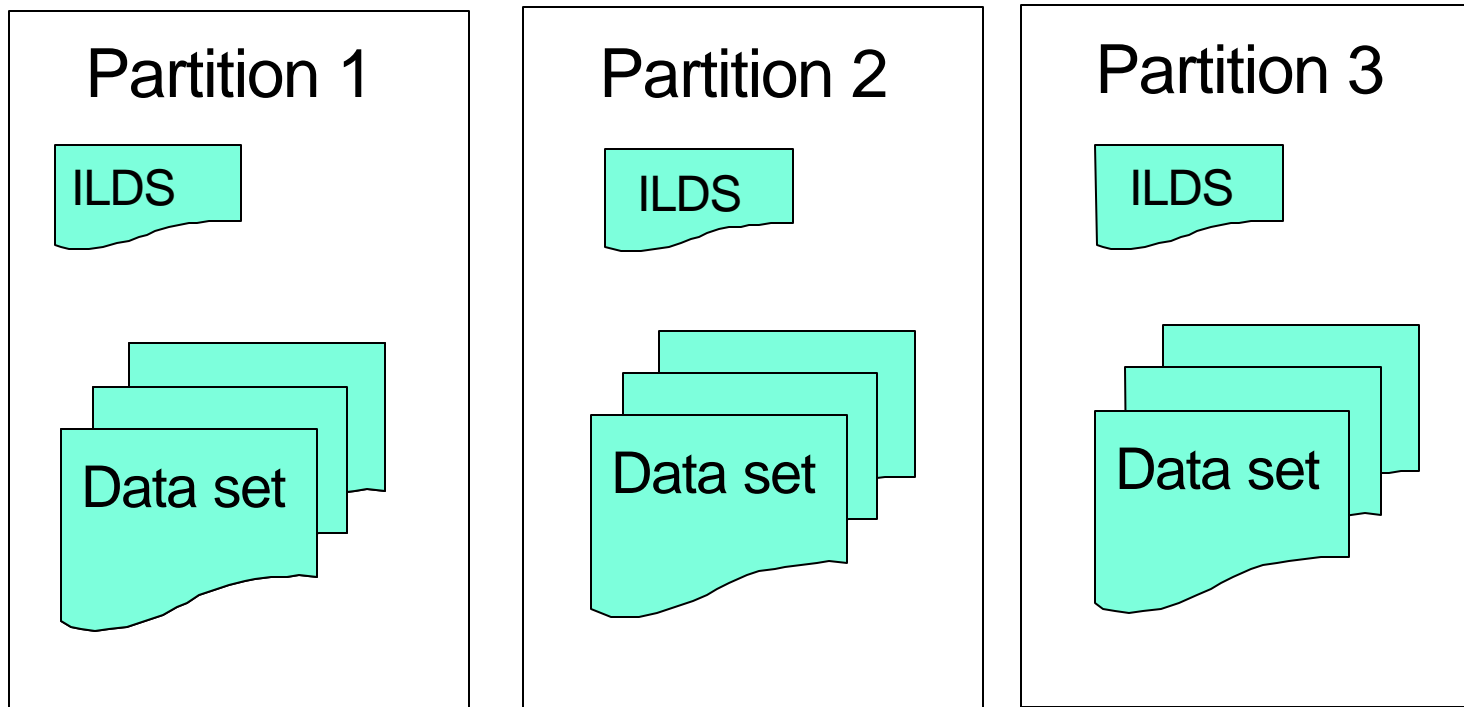 Partition 1
ILDS
Data set
Partition 2
ILDS
Data set
Partition 3
ILDS
Data set